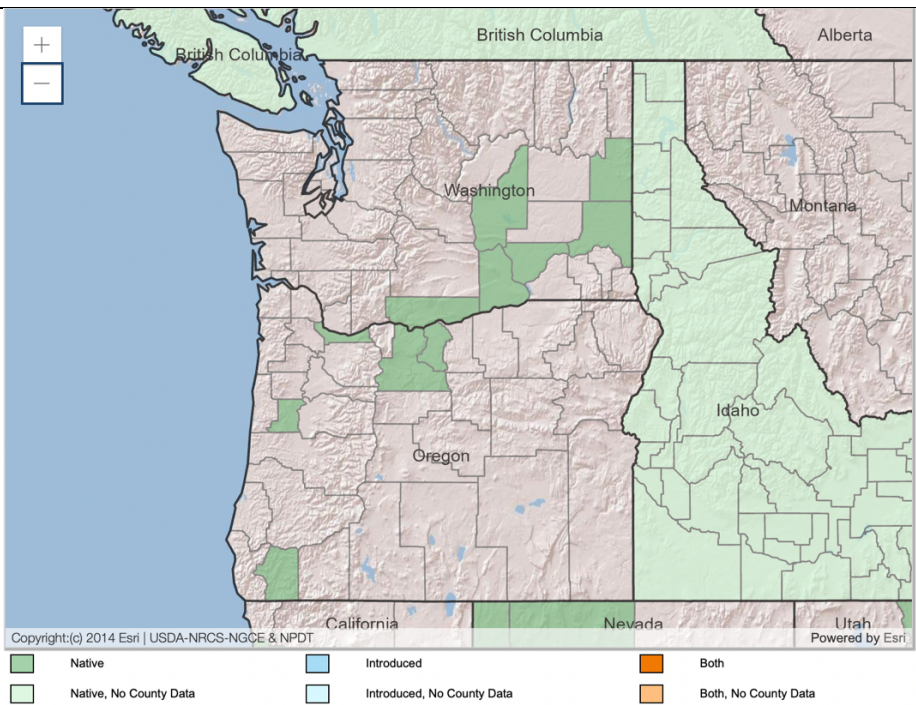 +
British Columbia
Alberta
British Columbia
−
Washington
Montana
Idaho
Oregon
California
Nevada
Utah
Copyright:(c) 2014 Esri | USDA-NRCS-NGCE & NPDT
Powered by Esri
Native
Introduced
Both
Native, No County Data
Introduced, No County Data
Both, No County Data